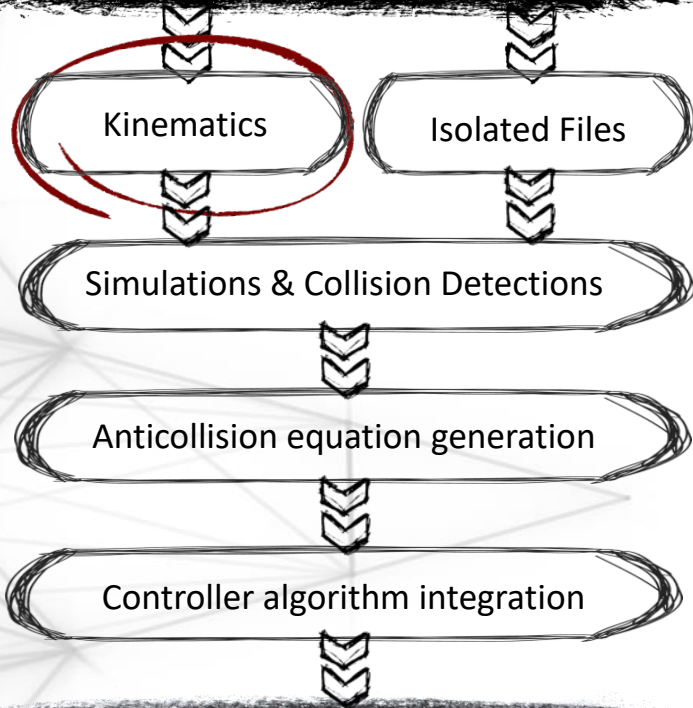 Kinematics
Isolated Files
Simulations & Collision Detections
Anticollision equation generation
Controller algorithm integration